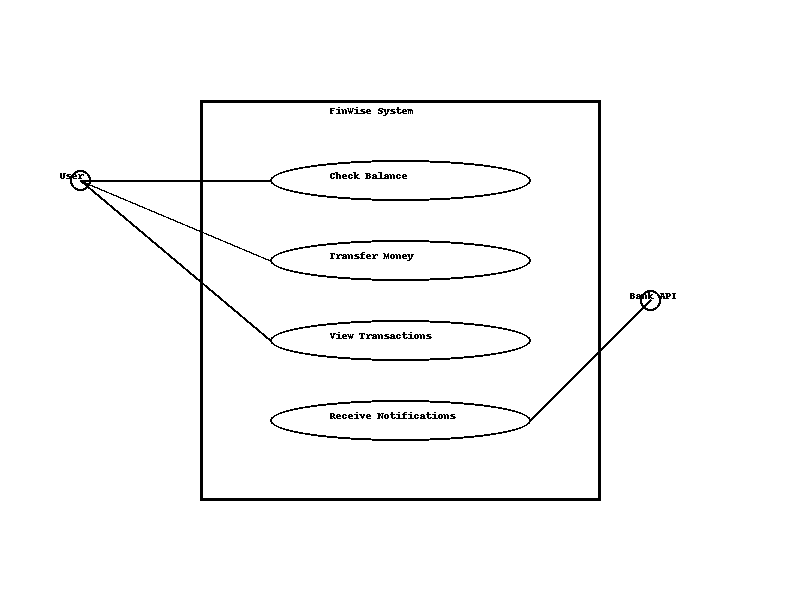 FinWise System
User
Check Balance
Transfer Money
Bank API
View Transactions
Receive Notifications